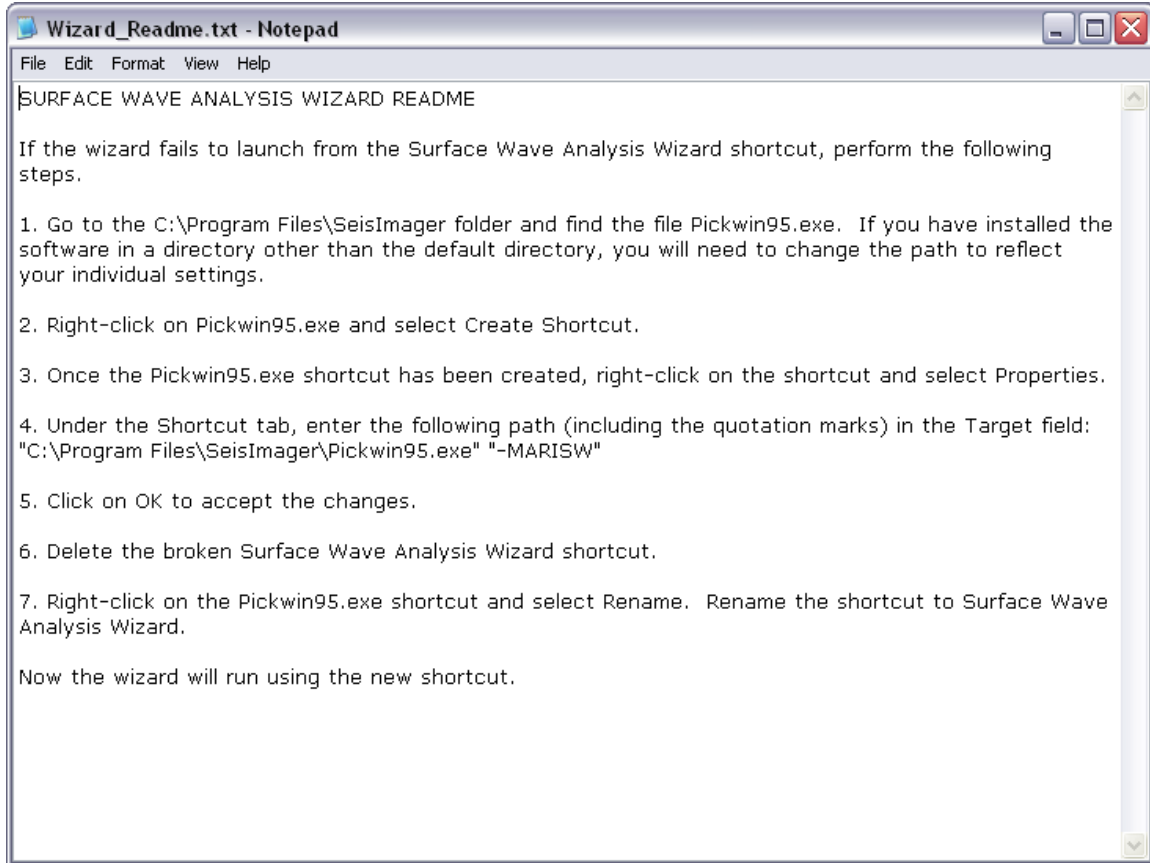 Wizard_Readme.txt - Notepad
File Edit Format View Help
SURFACE WAVE ANALYSIS WIZARD README
If the wizard fails to launch from the Surface Wave Analysis Wizard shortcut, perform the following
steps.
1. Go to the C:\Program Files\SeisImager folder and find the file Pickwin95.exe.  If you have installed the
software in a directory other than the default directory, you will need to change the path to reflect
your individual settings.
2. Right-click on Pickwin95.exe and select Create Shortcut.
3. Once the Pickwin95.exe shortcut has been created, right-click on the shortcut and select Properties.
4. Under the Shortcut tab, enter the following path (including the quotation marks) in the Target field:
"C:\Program Files\SeisImager\Pickwin95.exe" "-MARISW"
5. Click on OK to accept the changes.
6. Delete the broken Surface Wave Analysis Wizard shortcut.
7. Right-click on the Pickwin95.exe shortcut and select Rename.  Rename the shortcut to Surface Wave
Analysis Wizard.
Now the wizard will run using the new shortcut.